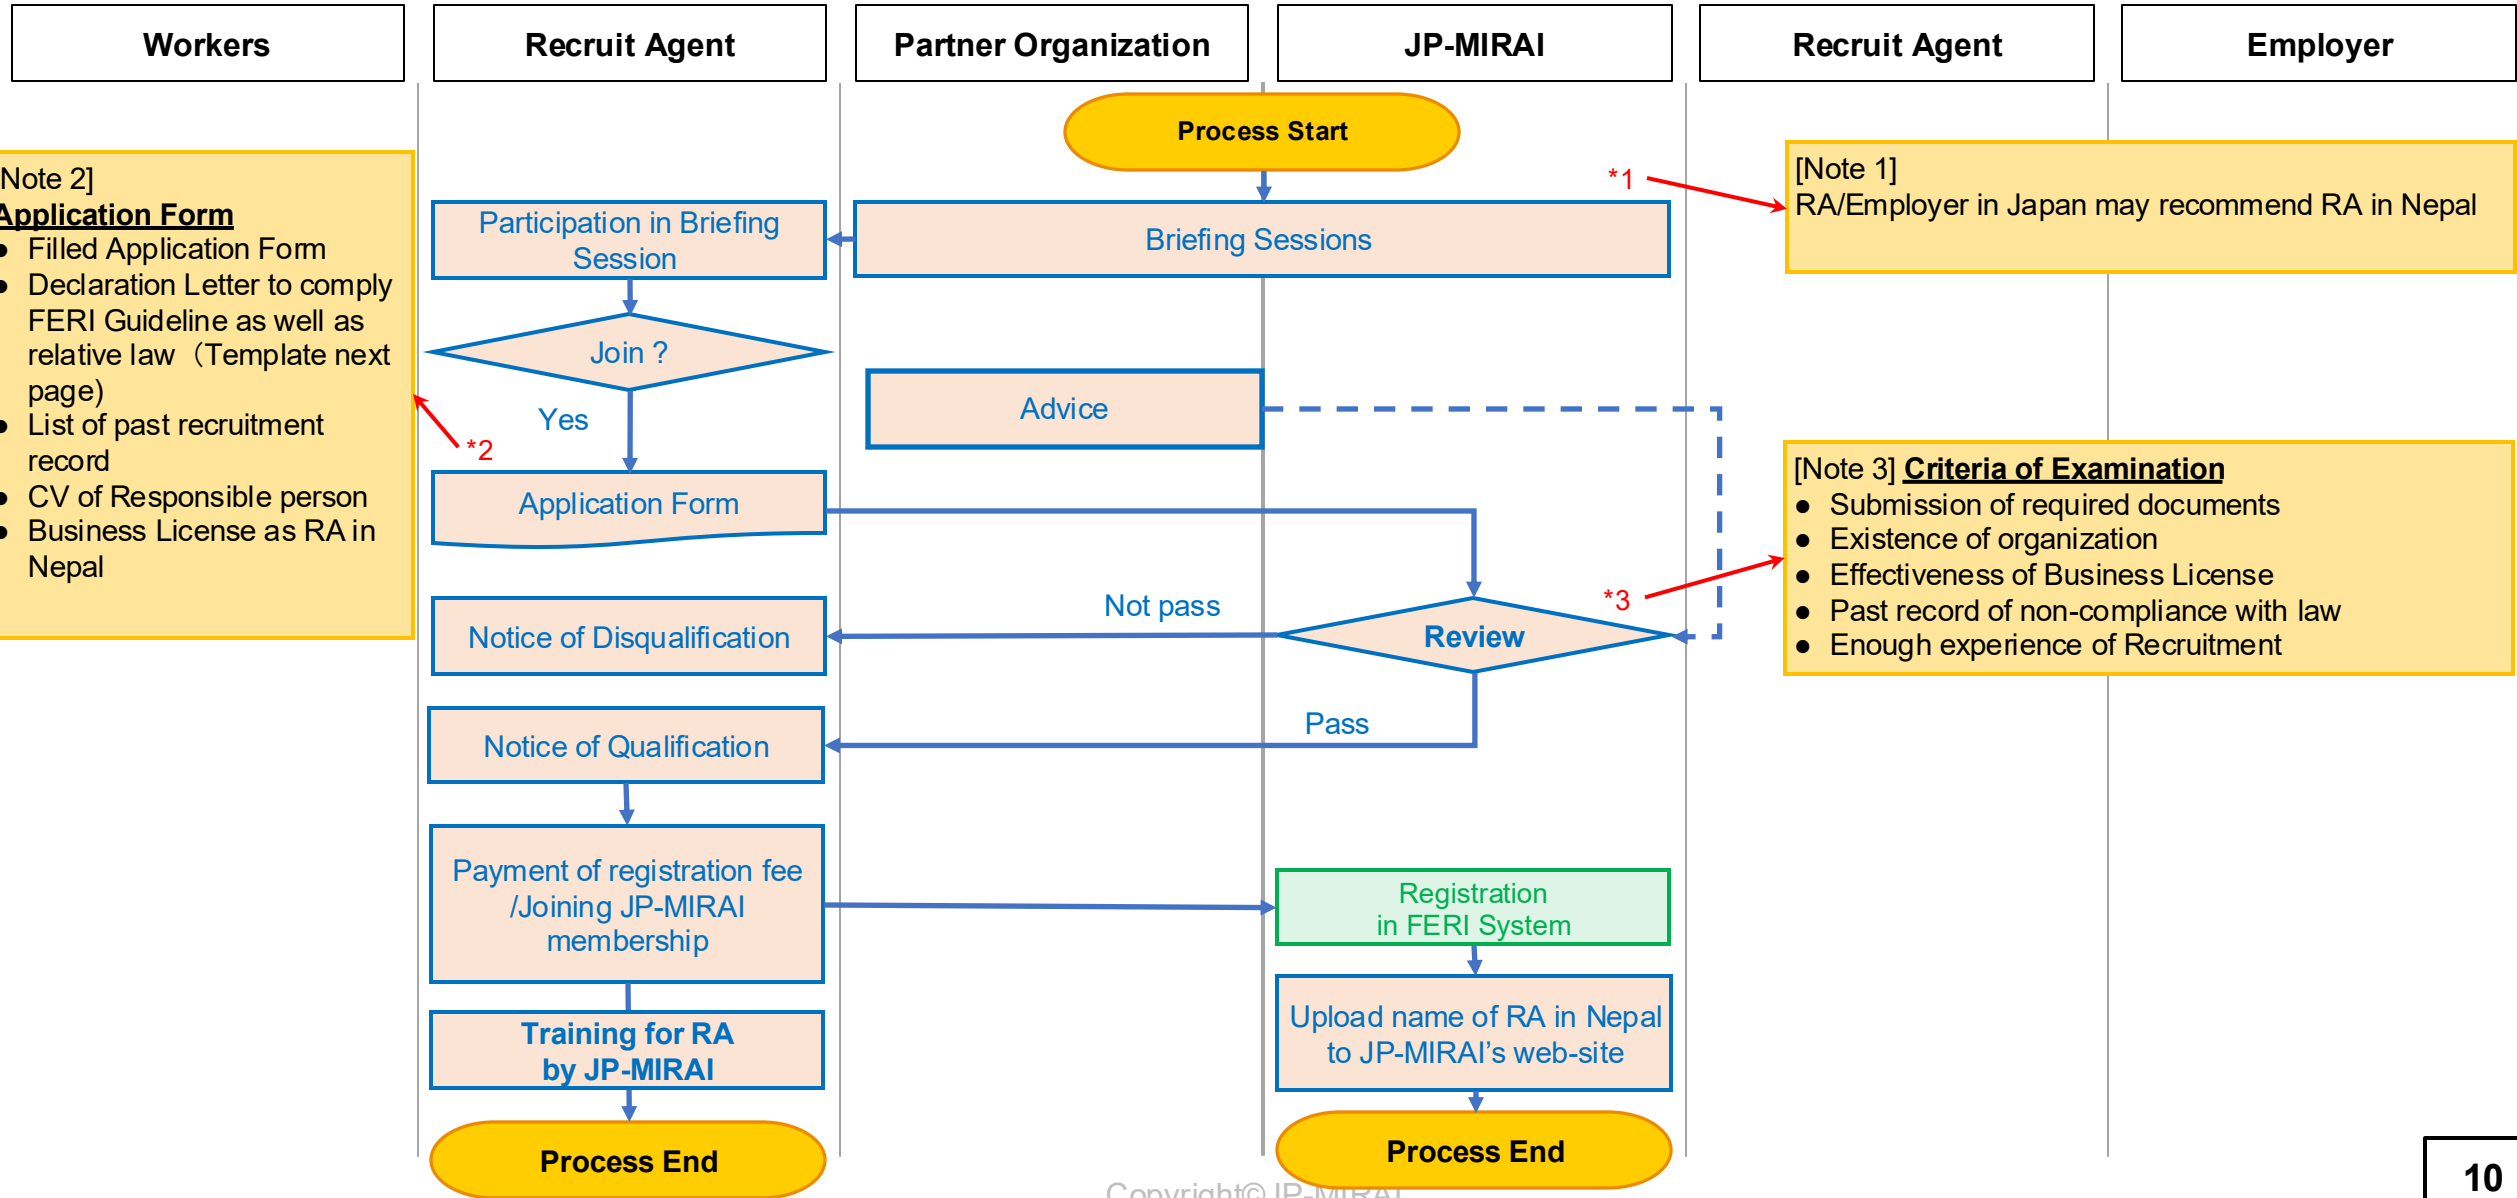 Workers
Recruit Agent
Partner Organization
JP-MIRAI
Recruit Agent
Employer
Process Start
[Note 2]
Application Form
● Filled Application Form
● Declaration Letter to comply
FERI Guideline as well as
relative law（Template next
page)
● List of past recruitment
record
● CV of Responsible person
● Business License as RA in
Nepal
*1
[Note 1]
RA/Employer in Japan may recommend RA in Nepal
Participation in Briefing
Session
Briefing Sessions
Join ?
Advice
Yes
*2
Application Form
[Note 3] Criteria of Examination
● Submission of required documents
● Existence of organization
● Effectiveness of Business License
● Past record of non-compliance with law
● Enough experience of Recruitment
*3
Not pass
Notice of Disqualification
Review
Pass
Notice of Qualification
Payment of registration fee
/Joining JP-MIRAI
membership
Registration
in FERI System
Training for RA
by JP-MIRAI
Upload name of RA in Nepal
to JP-MIRAI’s web-site
Process End
Process End
Copyright© JP-MIRAI
10